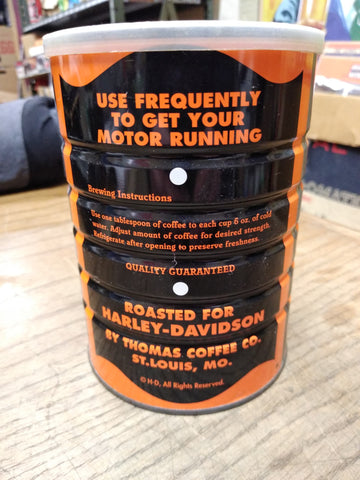 USE FREQUENTLY
TO GET YOUR
MOTOR RUNNING
Brewing Instructions
Use one tablespoon of coffee to each cup 6 oz. of cold
water. Adjust amount of coffee for desired strength.
Refrigerate after opening to preserve freshness.
QUALITY GUARANTEED
ROASTED FOR
HARLEY-DAVIDSON
BY THOMAS COFFEE CO.
ST. LOUIS, MO.
© H-D, All Rights Reserved.